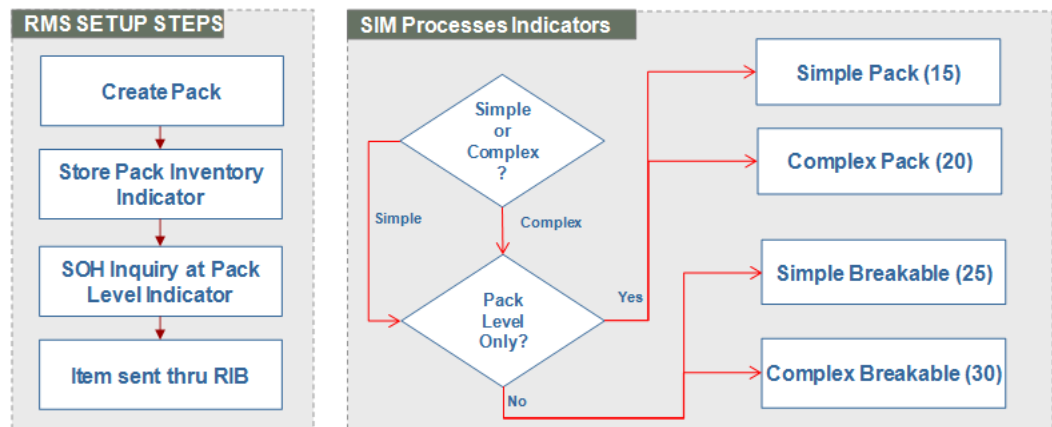 RMS SETUP STEPS
Create Pack
Store Pack Inventory
Indicator
SOH Inquiry at Pack
Level Indicator
Item sent thru RIB
SIM Processes Indicators
Simple
or
Complex
?
Simple
Complex
Pack
Level
Only?
Yes
No
Simple Pack (15)
Complex Pack (20)
Simple Breakable (25)
Complex Breakable (30)